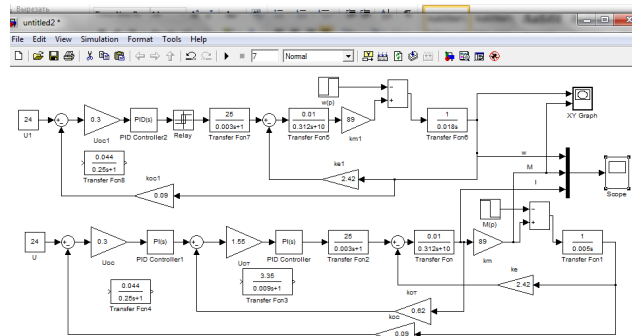 Вырезать
untitled2 *
File Edit View Simulation Format Tools Help
7 Normal
w(p)
24
U1
0.3
Uoc1
PID(s)
PID Controller2
Relay
25
0.003s+1
Transfer Fcn7
0.01
0.312s+10
Transfer Fcn5
89
km1
1
0.018s
Transfer Fcn6
XY Graph
0.044
0.25s+1
Transfer Fcn8
koc1
0.09
ke1
2.42
w
M
I
Scope
M(p)
24
U
0.3
Uoc
PI(s)
PID Controller1
1.55
Uот
PI(s)
PID Controller
25
0.003s+1
Transfer Fcn2
0.01
0.312s+10
Transfer Fcn
89
km
1
0.005s
Transfer Fcn1
0.044
0.25s+1
Transfer Fcn4
3.35
0.009s+1
Transfer Fcn3
ke
2.42
kот
0.62
koc
0.09